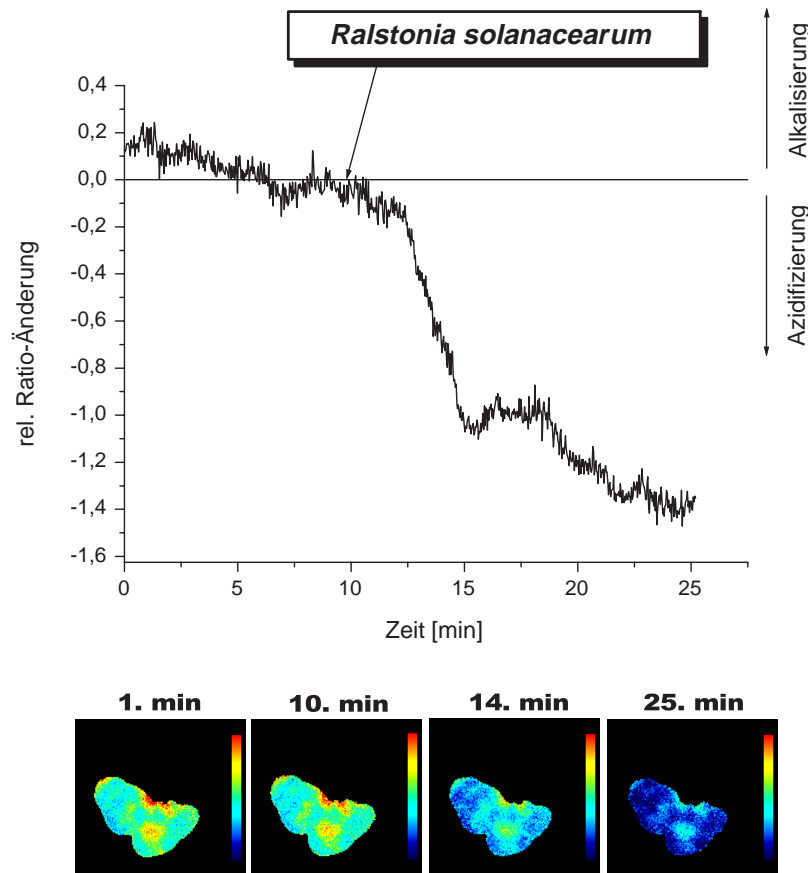 Ralstonia solanacearum
Alkalisierung
Azidifizierung
rel. Ratio-Änderung
0,4
0,2
0,0
-0,2
-0,4
-0,6
-0,8
-1,0
-1,2
-1,4
-1,6
0 5 10 15 20 25
Zeit [min]
1. min 10. min 14. min 25. min